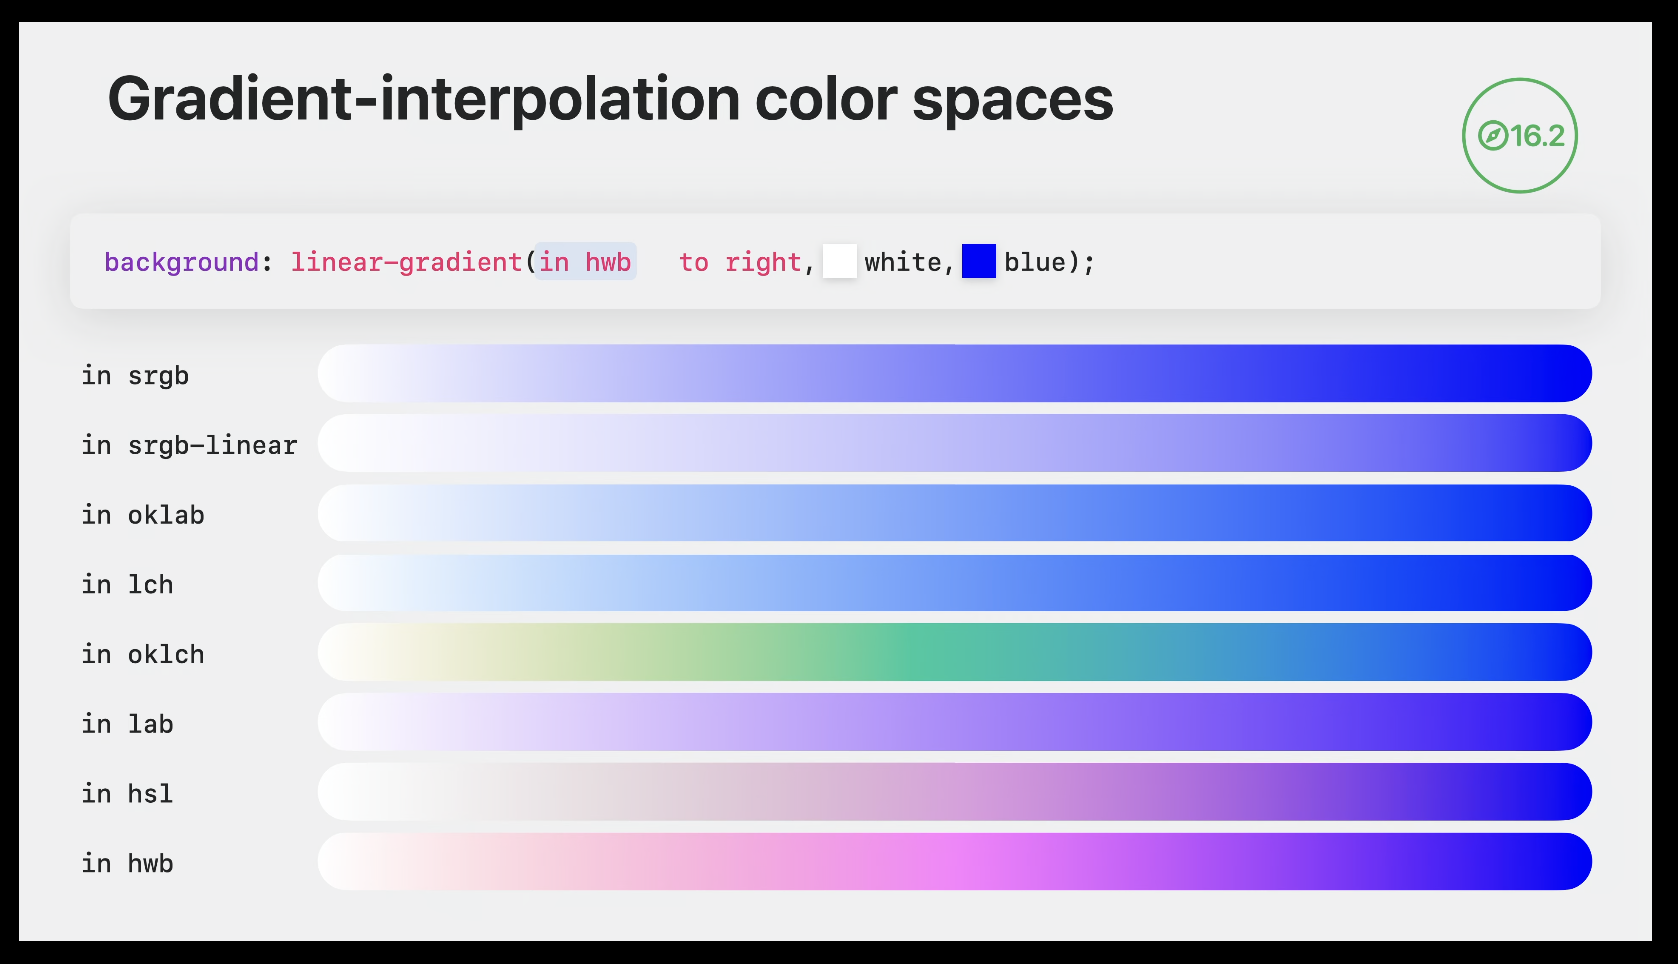 Gradient-interpolation color spaces
16.2
background: linear-gradient(in hwb to right, white, blue);
in srgb
in srgb-linear
in oklab
in lch
in oklch
in lab
in hsl
in hwb